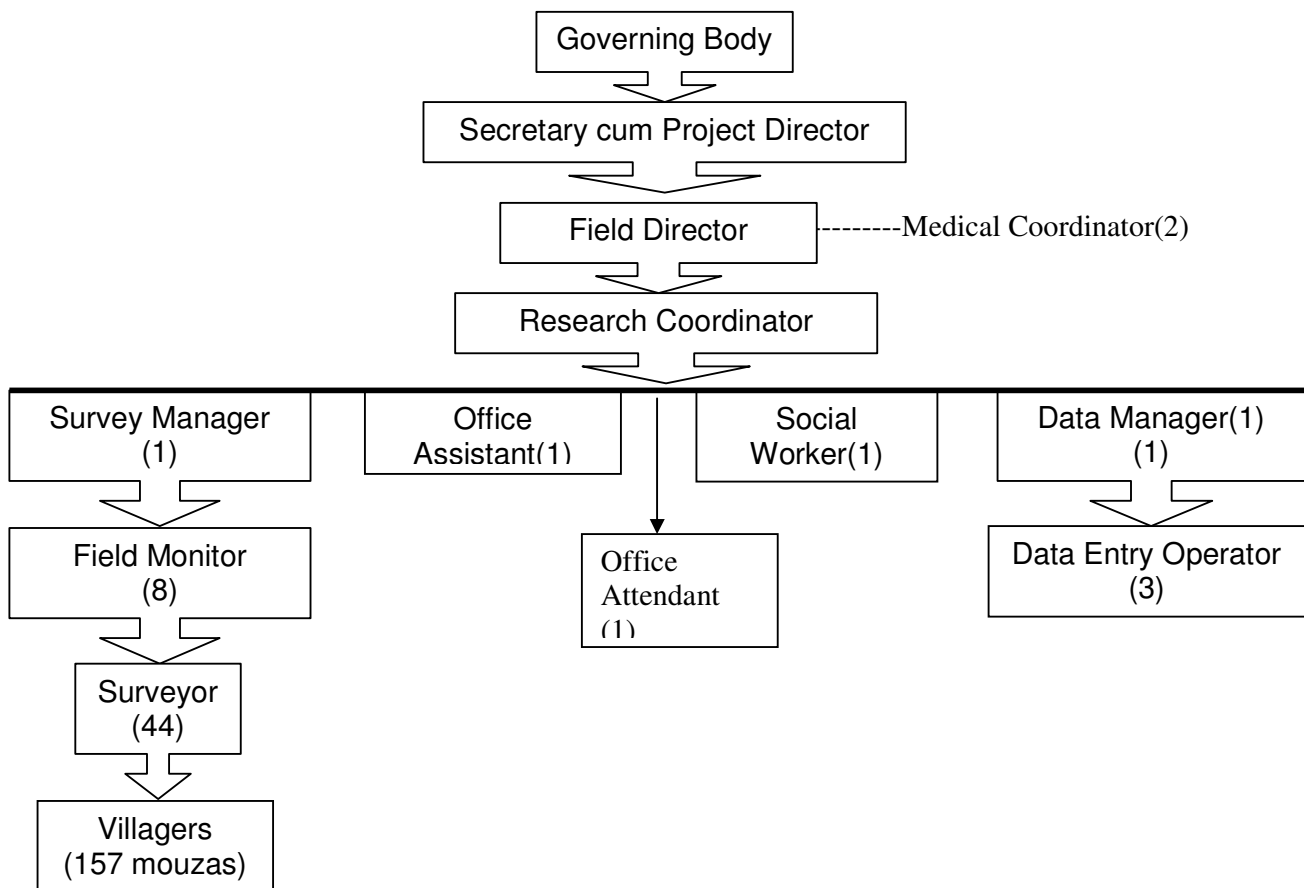 Governing Body
Secretary cum Project Director
Field Director
Medical Coordinator(2)
Research Coordinator
Survey Manager
(1)
Office
Assistant(1)
Social
Worker(1)
Data Manager(1)
(1)
Field Monitor
(8)
Office
Attendant
(1)
Data Entry Operator
(3)
Surveyor
(44)
Villagers
(157 mouzas)